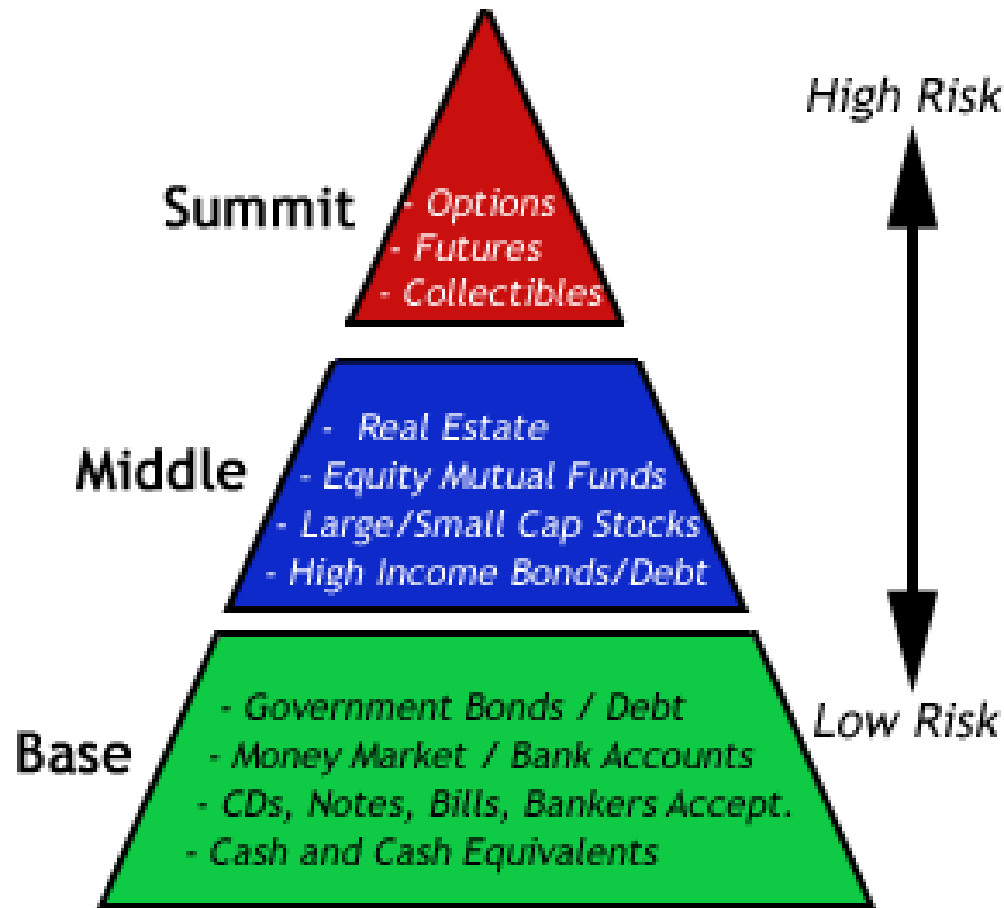 High Risk
Summit
- Options
- Futures
- Collectibles
Middle
- Real Estate
- Equity Mutual Funds
- Large/Small Cap Stocks
- High Income Bonds/Debt
Base
- Government Bonds / Debt
- Money Market / Bank Accounts
- CDs, Notes, Bills, Bankers Accept.
- Cash and Cash Equivalents
Low Risk